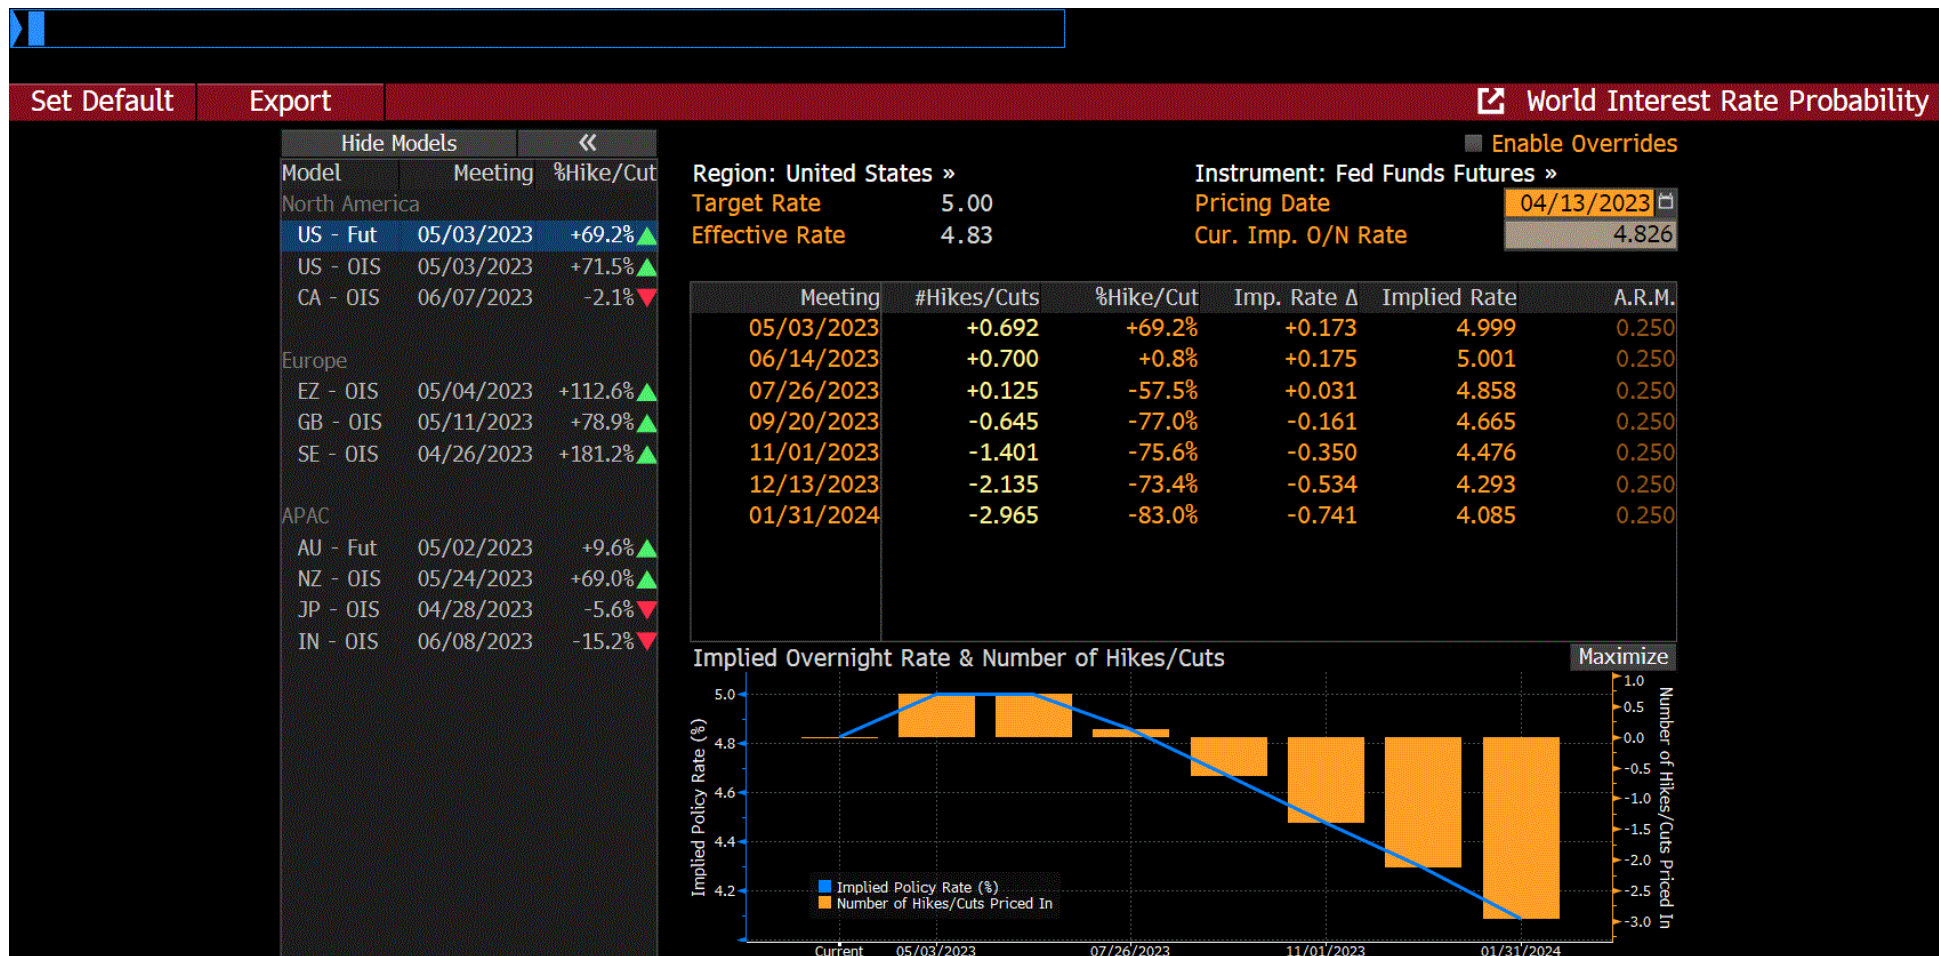 Set Default Export World Interest Rate Probability
Hide Models «
Model Meeting %Hike/Cut
North America
US - Fut 05/03/2023 +69.2%
US - OIS 05/03/2023 +71.5%
CA - OIS 06/07/2023 -2.1%
Europe
EZ - OIS 05/04/2023 +112.6%
GB - OIS 05/11/2023 +78.9%
SE - OIS 04/26/2023 +181.2%
APAC
AU - Fut 05/02/2023 +9.6%
NZ - OIS 05/24/2023 +69.0%
JP - OIS 04/28/2023 -5.6%
IN - OIS 06/08/2023 -15.2%
Enable Overrides
Region: United States » Instrument: Fed Funds Futures »
Target Rate 5.00 Pricing Date 04/13/2023
Effective Rate 4.83 Cur. Imp. O/N Rate 4.826
Meeting #Hikes/Cuts %Hike/Cut Imp. Rate Δ Implied Rate A.R.M.
05/03/2023 +0.692 +69.2% +0.173 4.999 0.250
06/14/2023 +0.700 +0.8% +0.175 5.001 0.250
07/26/2023 +0.125 -57.5% +0.031 4.858 0.250
09/20/2023 -0.645 -77.0% -0.161 4.665 0.250
11/01/2023 -1.401 -75.6% -0.350 4.476 0.250
12/13/2023 -2.135 -73.4% -0.534 4.293 0.250
01/31/2024 -2.965 -83.0% -0.741 4.085 0.250
Implied Overnight Rate & Number of Hikes/Cuts Maximize
Implied Policy Rate (%)
5.0
4.8
4.6
4.4
4.2
Implied Policy Rate (%)
Number of Hikes/Cuts Priced In
1.0
0.5
0.0
-0.5
-1.0
-1.5
-2.0
-2.5
-3.0
Number of Hikes/Cuts Priced In
Current 05/03/2023 07/26/2023 11/01/2023 01/31/2024